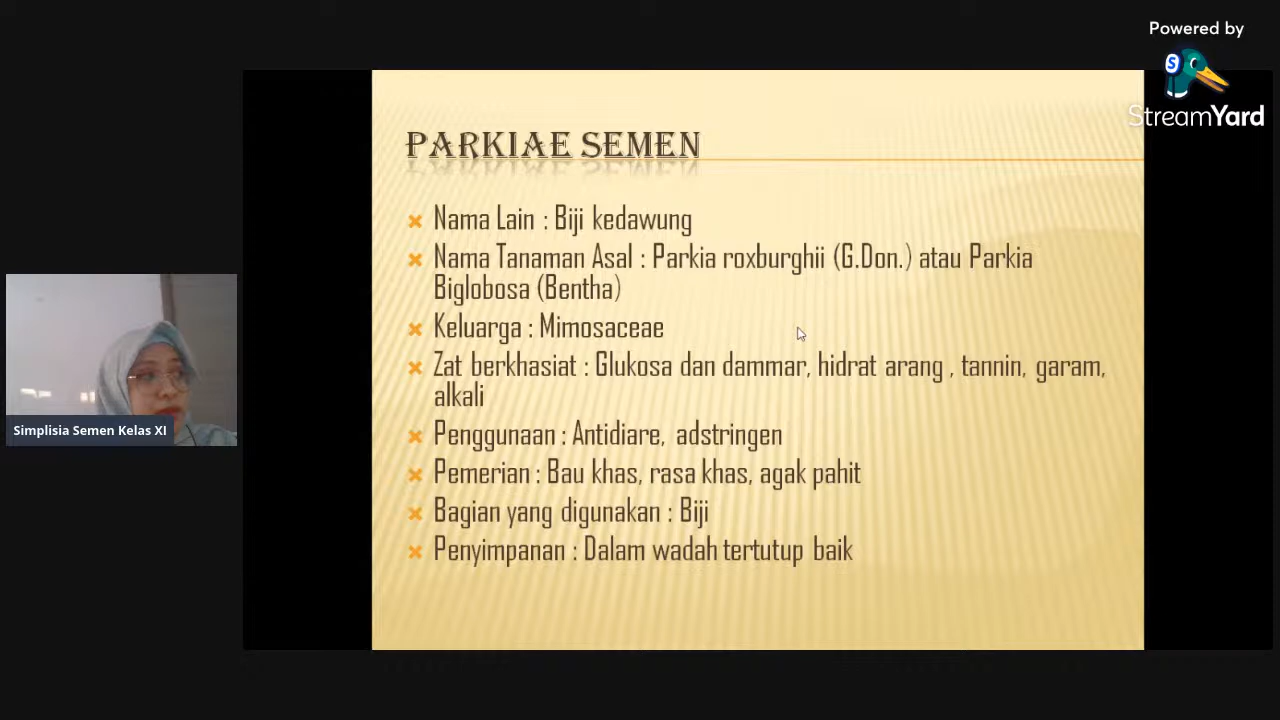 Powered by
StreamYard
PARKIAE SEMEN
Nama Lain : Biji kedawung
Nama Tanaman Asal : Parkia roxburghii (G.Don.) atau Parkia
Biglobosa (Bentha)
Keluarga : Mimosaceae
Zat berkhasiat : Glukosa dan dammar, hidrat arang , tannin, garam,
alkali
Penggunaan : Antidiare, adstringen
Pemerian : Bau khas, rasa khas, agak pahit
Bagian yang digunakan : Biji
Penyimpanan : Dalam wadah tertutup baik
Simplisia Semen Kelas XI